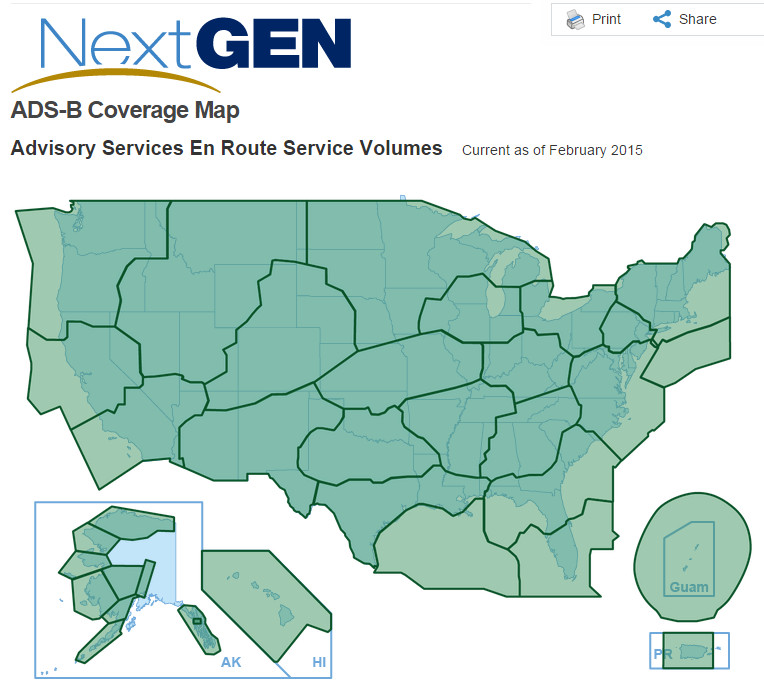 Print Share
NextGEN
ADS-B Coverage Map
Advisory Services En Route Service Volumes Current as of February 2015
Guam
PR
AK HI